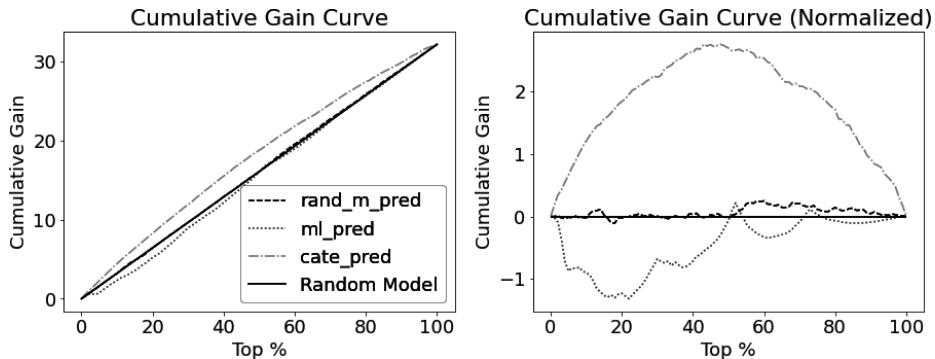 Cumulative Gain Curve
Cumulative Gain
30
20
10
0
rand_m_pred
ml_pred
cate_pred
Random Model
0 20 40 60 80 100
Top %
Cumulative Gain Curve (Normalized)
Cumulative Gain
2
1
0
−1
0 20 40 60 80 100
Top %